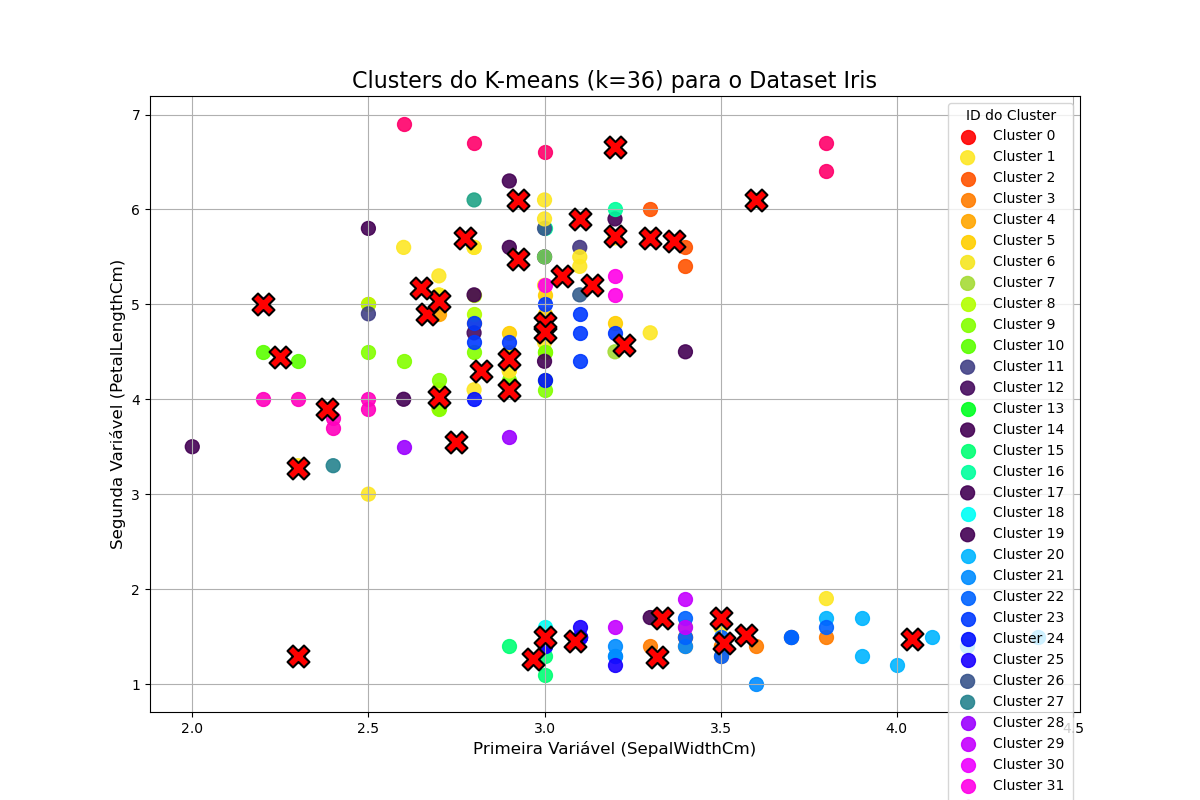 Clusters do K-means (k=36) para o Dataset Iris
7
6
5
4
3
2
1
Segunda Variável (PetalLengthCm)
2.0
2.5
3.0
3.5
4.0
4.5
Primeira Variável (SepalWidthCm)
ID do Cluster
Cluster 0
Cluster 1
Cluster 2
Cluster 3
Cluster 4
Cluster 5
Cluster 6
Cluster 7
Cluster 8
Cluster 9
Cluster 10
Cluster 11
Cluster 12
Cluster 13
Cluster 14
Cluster 15
Cluster 16
Cluster 17
Cluster 18
Cluster 19
Cluster 20
Cluster 21
Cluster 22
Cluster 23
Cluster 24
Cluster 25
Cluster 26
Cluster 27
Cluster 28
Cluster 29
Cluster 30
Cluster 31